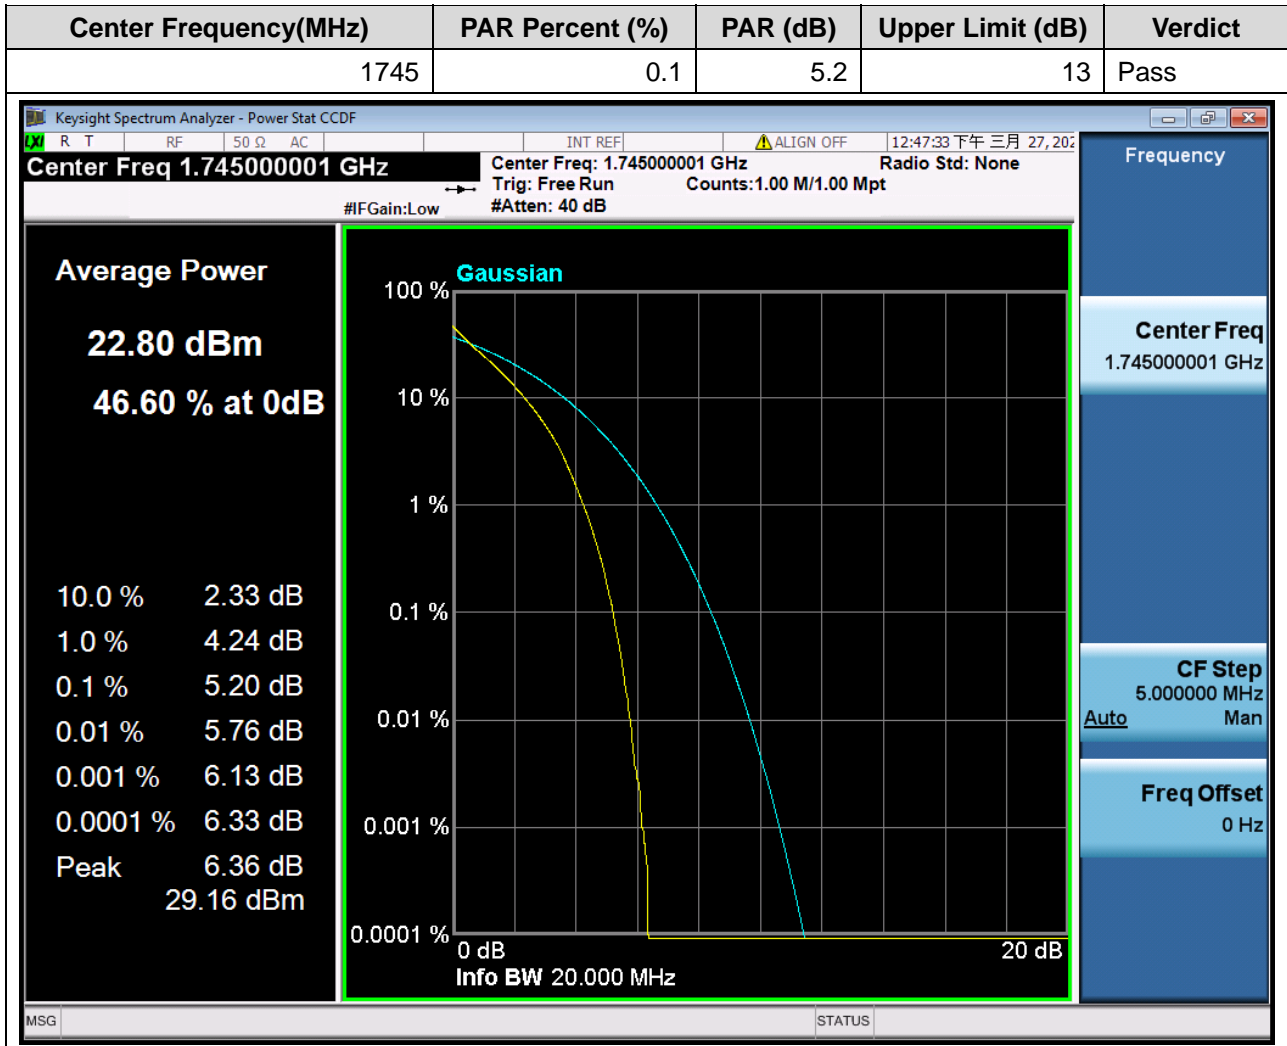 Center Frequency(MHz) PAR Percent (%) PAR (dB) Upper Limit (dB) Verdict
1745 0.1 5.2 13 Pass
Keysight Spectrum Analyzer - Power Stat CCDF
LXI R T RF 50 Ω AC INT REF ALIGN OFF 12:47:33 下午 三月 27, 202
Center Freq 1.745000001 GHz
#IFGain:Low
Center Freq: 1.745000001 GHz Radio Std: None
Trig: Free Run Counts:1.00 M/1.00 Mpt
#Atten: 40 dB
Average Power
22.80 dBm
46.60 % at 0dB
10.0 % 2.33 dB
1.0 % 4.24 dB
0.1 % 5.20 dB
0.01 % 5.76 dB
0.001 % 6.13 dB
0.0001 % 6.33 dB
Peak 6.36 dB
29.16 dBm
Gaussian
100 %
10 %
1 %
0.1 %
0.01 %
0.001 %
0.0001 %
0 dB 20 dB
Info BW 20.000 MHz
Frequency
Center Freq
1.745000001 GHz
CF Step
5.000000 MHz
Auto Man
Freq Offset
0 Hz
MSG STATUS